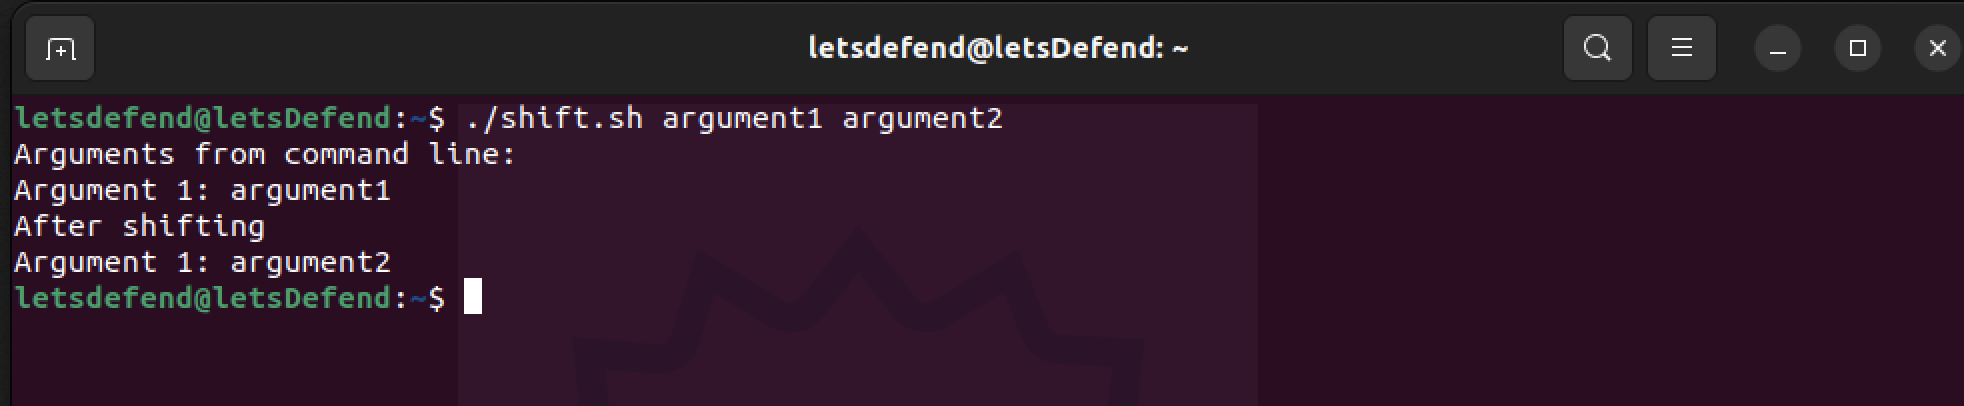 letsdefend@letsDefend: ~
letsdefend@letsDefend:~$ ./shift.sh argument1 argument2
Arguments from command line:
Argument 1: argument1
After shifting
Argument 1: argument2
letsdefend@letsDefend:~$